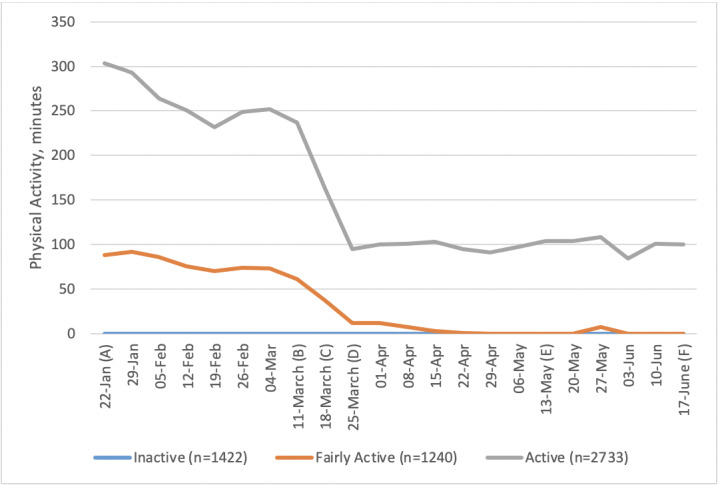 Physical Activity, minutes
350
300
250
200
150
100
50
0
22-Jan (A)
29-Jan
05-Feb
12-Feb
19-Feb
26-Feb
04-Mar
11-March (B)
18-March (C)
25-March (D)
01-Apr
08-Apr
15-Apr
22-Apr
29-Apr
06-May
13-May (E)
20-May
27-May
03-Jun
10-Jun
17-June (F)
Inactive (n=1422) Fairly Active (n=1240) Active (n=2733)